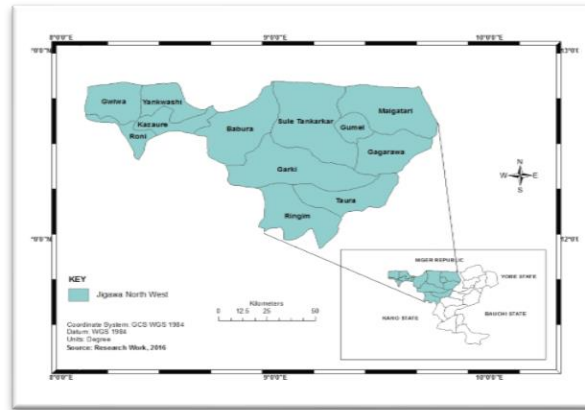 8°0'0"E 9°0'0"E 10°0'0"E
Gwiwa
Yankwashi
Kazaure
Roni
Babura
Sule Tankarkar
Maigatari
Gumel
Gagarawa
Garki
Taura
Ringim
N
W E
S
KEY
Jigawa North West
Kilometers
0 12.5 25 50
Coordinate System: GCS WGS 1984
Datum: WGS 1984
Units: Degree
Source: Research Work, 2016
NIGER REPUBLIC
YOBE STATE
KANO STATE
BAUCHI STATE
8°0'0"E 9°0'0"E 10°0'0"E